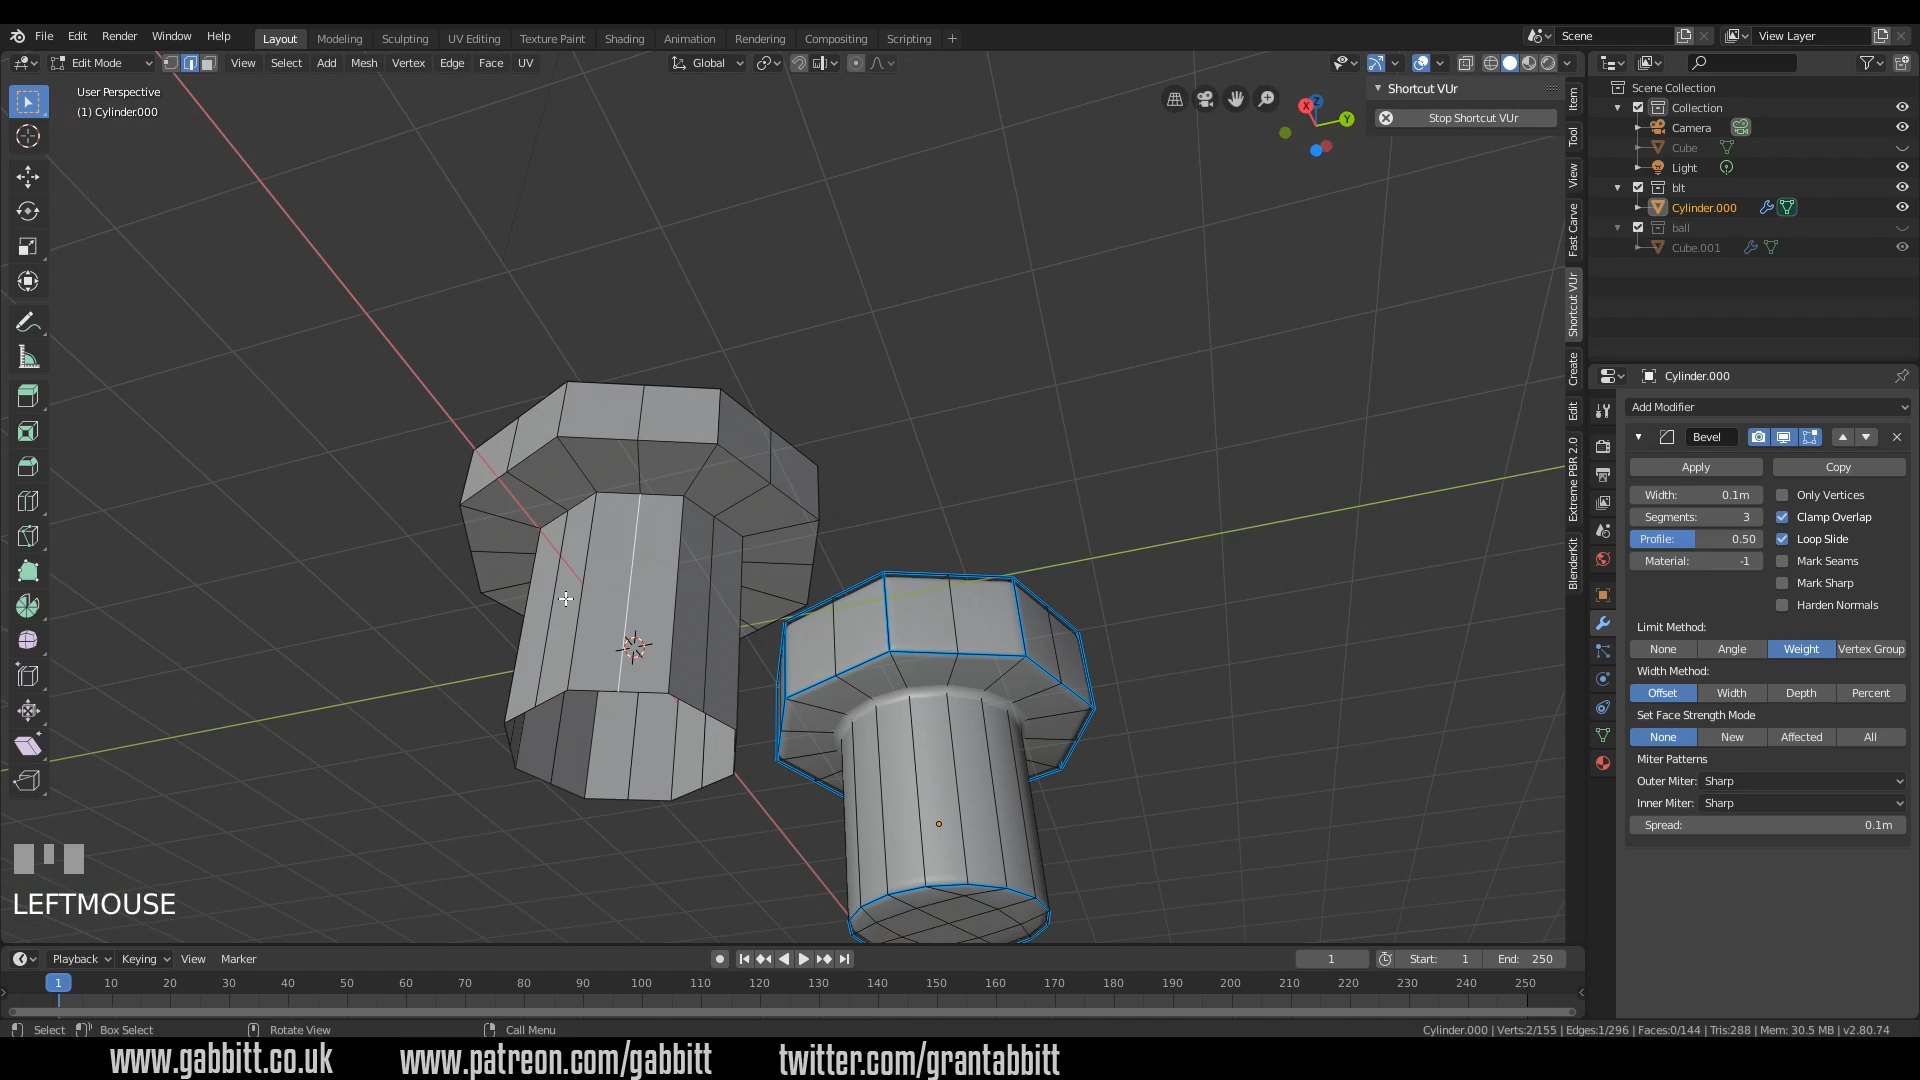 File Edit Render Window Help Layout Modeling Sculpting UV Editing Texture Paint Shading Animation Rendering Compositing Scripting + Scene View Layer
Edit Mode View Select Add Mesh Vertex Edge Face UV Global
User Perspective
(1) Cylinder.000
X Y Z
Shortcut VUr
Stop Shortcut VUr
Item
Tool
View
Fast Carve
Shortcut VUr
Create
Edit
Extreme PBR 2.0
BlenderKit
Scene Collection
Collection
Camera
Cube
Light
blt
Cylinder.000
ball
Cube.001
Cylinder.000
Add Modifier
Bevel
Apply Copy
Width: 0.1m Only Vertices
Segments: 3 Clamp Overlap
Profile: 0.50 Loop Slide
Material: -1 Mark Seams
Mark Sharp
Harden Normals
Limit Method:
None Angle Weight Vertex Group
Width Method:
Offset Width Depth Percent
Set Face Strength Mode
None New Affected All
Miter Patterns
Outer Miter: Sharp
Inner Miter: Sharp
Spread: 0.1m
LEFTMOUSE
Playback Keying View Marker 1 Start: 1 End: 250
1 10 20 30 40 50 60 70 80 90 100 110 120 130 140 150 160 170 180 190 200 210 220 230 240 250
Select Box Select Rotate View Call Menu Cylinder.000 | Verts:2/155 | Edges:1/296 | Faces:0/144 | Tris:288 | Mem: 30.5 MB | v2.80.74
www.gabbitt.co.uk www.patreon.com/gabbitt twitter.com/grantabbitt